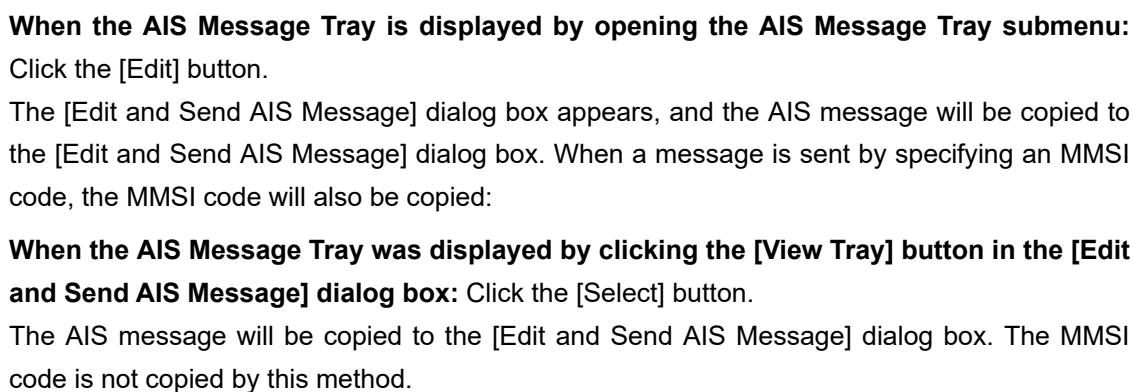 When the AIS Message Tray is displayed by opening the AIS Message Tray submenu:
Click the [Edit] button.
The [Edit and Send AIS Message] dialog box appears, and the AIS message will be copied to
the [Edit and Send AIS Message] dialog box. When a message is sent by specifying an MMSI
code, the MMSI code will also be copied:
When the AIS Message Tray was displayed by clicking the [View Tray] button in the [Edit
and Send AIS Message] dialog box: Click the [Select] button.
The AIS message will be copied to the [Edit and Send AIS Message] dialog box. The MMSI
code is not copied by this method.